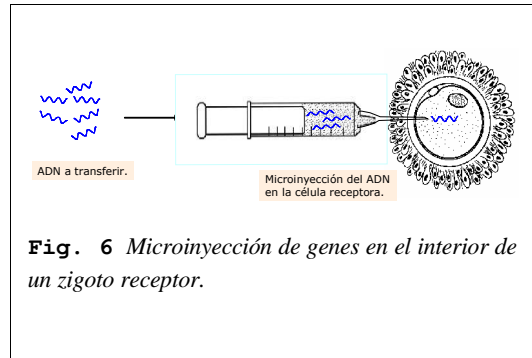 ADN a transferir.
Microinyección del ADN
en la célula receptora.
Fig. 6 Microinyección de genes en el interior de
un zigoto receptor.